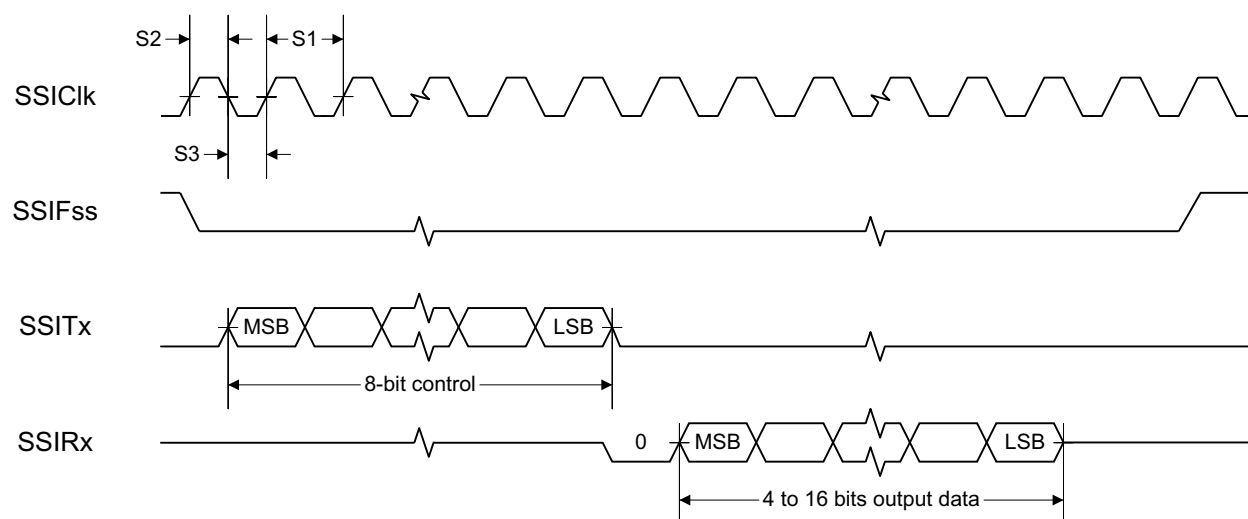 S2
S1
SSIClk
S3
SSIFss
SSITx
MSB
LSB
8-bit control
SSIRx
0
MSB
LSB
4 to 16 bits output data